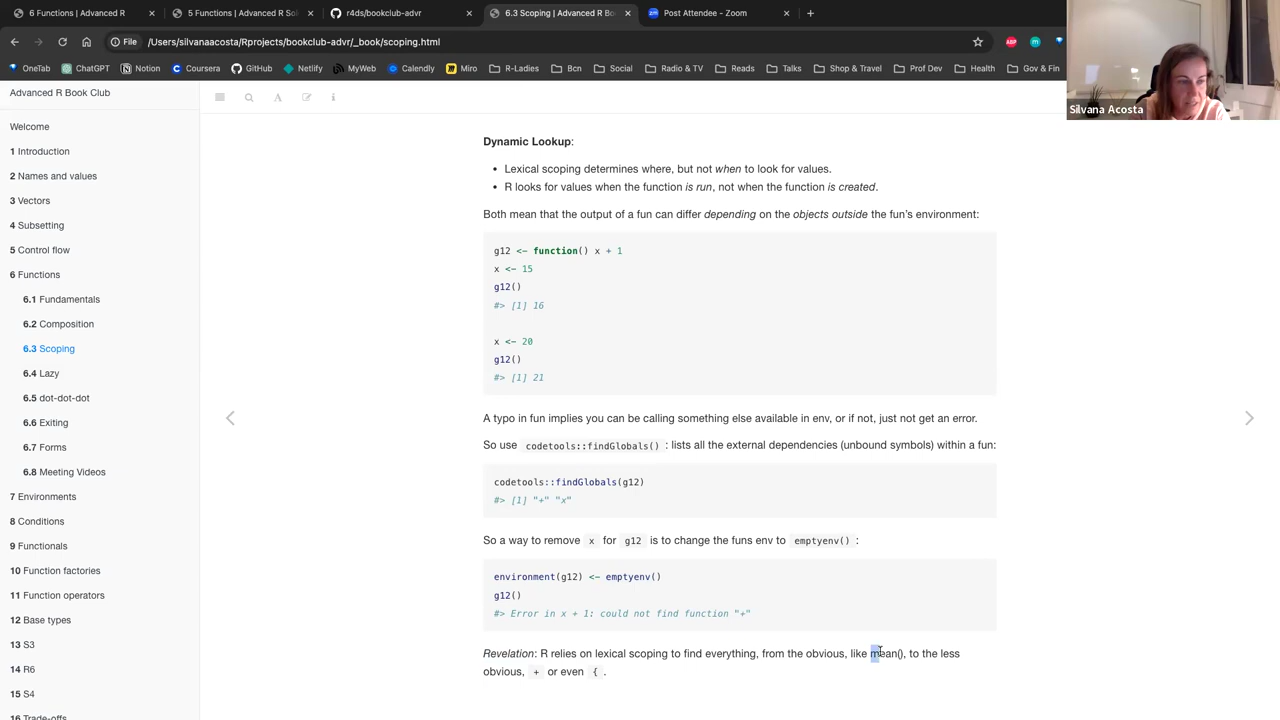 6 Functions | Advanced R Bo
5 Functions | Advanced R Sol
r4ds/bookclub-advr
6.3 Scoping | Advanced R Bo
Post Attendee - Zoom
File
/Users/silvanaacosta/Rprojects/bookclub-advr/_book/scoping.html
OneTab
ChatGPT
Notion
Coursera
GitHub
Netlify
MyWeb
Calendly
Miro
R-Ladies
Bcn
Social
Radio & TV
Reads
Talks
Shop & Travel
Prof Dev
Health
Gov & Fin
ABP
Silvana Acosta
Advanced R Book Club
Welcome
1 Introduction
2 Names and values
3 Vectors
4 Subsetting
5 Control flow
6 Functions
6.1 Fundamentals
6.2 Composition
6.3 Scoping
6.4 Lazy
6.5 dot-dot-dot
6.6 Exiting
6.7 Forms
6.8 Meeting Videos
7 Environments
8 Conditions
9 Functionals
10 Function factories
11 Function operators
12 Base types
13 S3
14 R6
15 S4
16 Trade-offs
Dynamic Lookup:
• Lexical scoping determines where, but not when to look for values.
• R looks for values when the function is run, not when the function is created.
Both mean that the output of a fun can differ depending on the objects outside the fun's environment:
g12 <- function() x + 1
x <- 15
g12()
#> [1] 16
x <- 20
g12()
#> [1] 21
A typo in fun implies you can be calling something else available in env, or if not, just not get an error.
So use codetools::findGlobals() : lists all the external dependencies (unbound symbols) within a fun:
codetools::findGlobals(g12)
#> [1] "+" "x"
So a way to remove x for g12 is to change the funs env to emptyenv() :
environment(g12) <- emptyenv()
g12()
#> Error in x + 1: could not find function "+"
Revelation: R relies on lexical scoping to find everything, from the obvious, like mean(), to the less
obvious, + or even { .